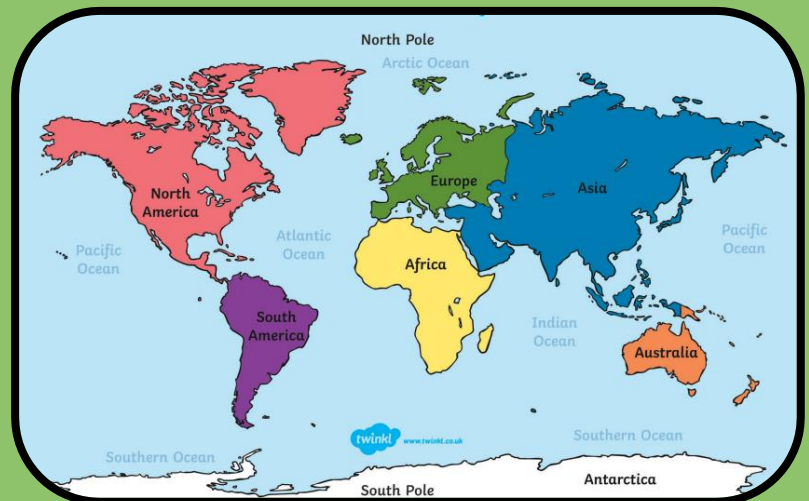 North Pole
Arctic Ocean
North
America
Europe
Asia
Atlantic
Ocean
Pacific
Ocean
Pacific
Ocean
Africa
South
America
Indian
Ocean
Australia
twinkl www.twinkl.co.uk
Southern Ocean
Southern Ocean
South Pole
Antarctica